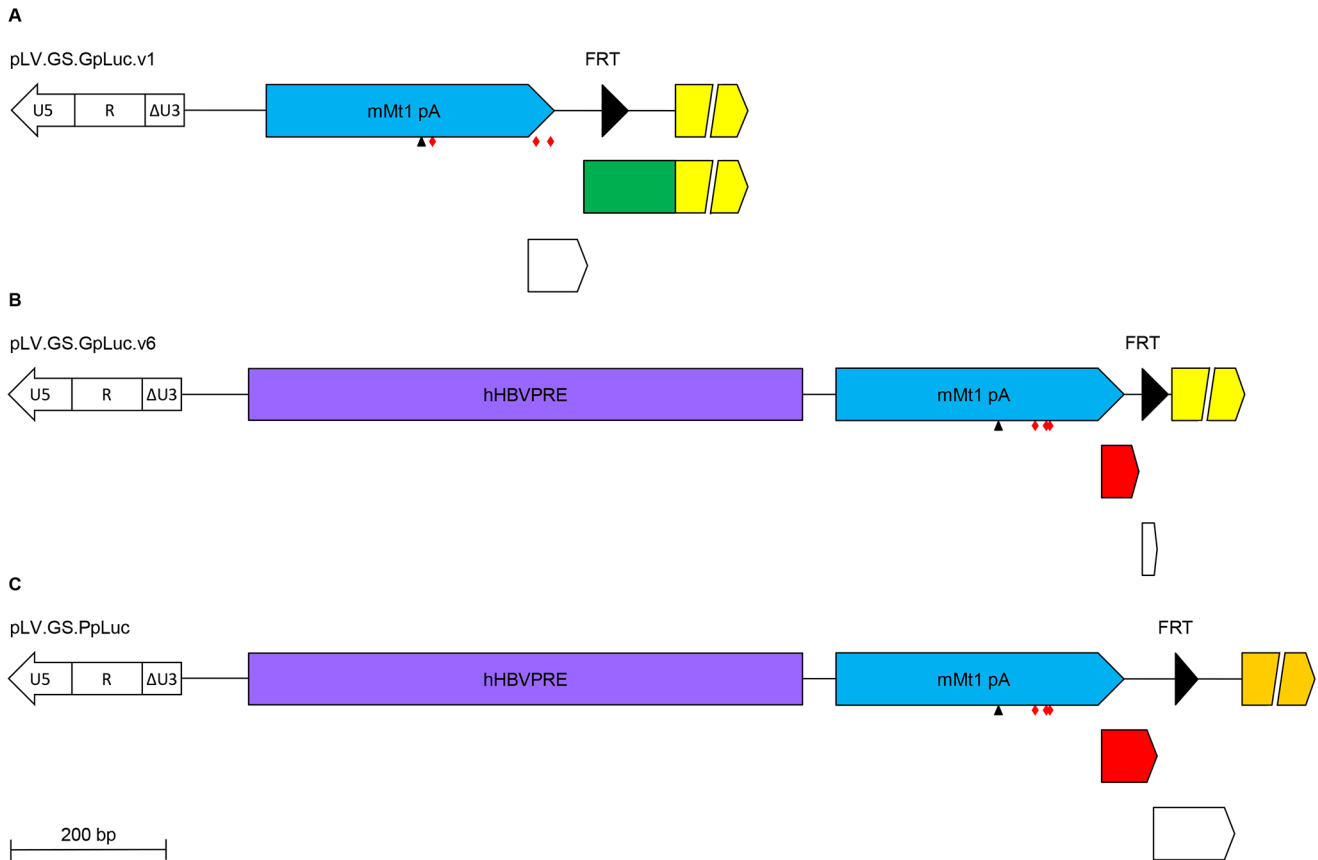 A
pLV.GS.GpLuc.v1
FRT
U5 R ΔU3 mMt1 pA
B
pLV.GS.GpLuc.v6
FRT
U5 R ΔU3 hHBVPRE mMt1 pA
C
pLV.GS.PpLuc
FRT
U5 R ΔU3 hHBVPRE mMt1 pA
200 bp